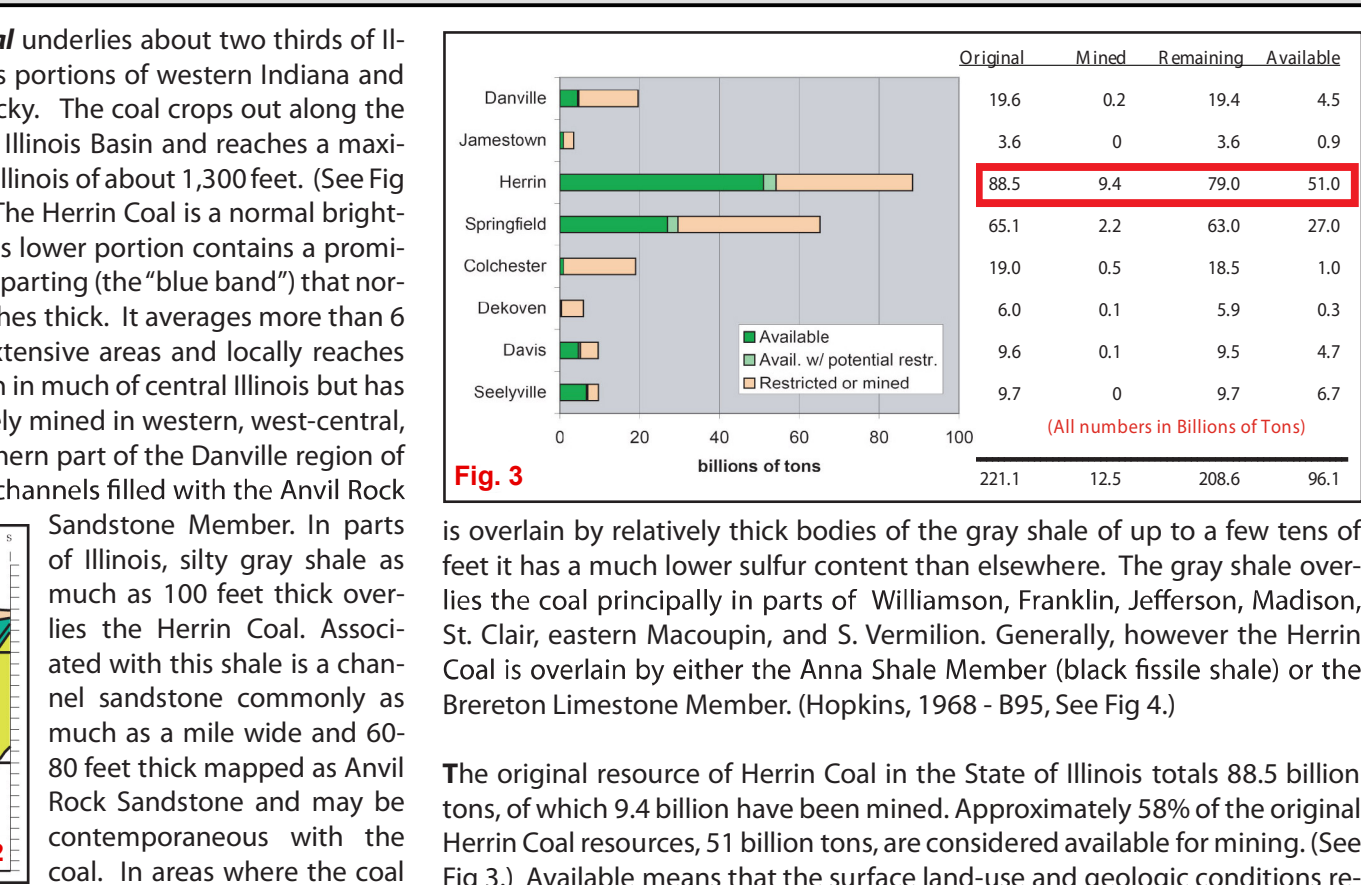 al underlies about two thirds of Il-
s portions of western Indiana and
cky. The coal crops out along the
Illinois Basin and reaches a maxi-
llinois of about 1,300 feet. (See Fig
The Herrin Coal is a normal bright-
s lower portion contains a promi-
parting (the “blue band”) that nor-
hes thick. It averages more than 6
xtensive areas and locally reaches
n in much of central Illinois but has
ely mined in western, west-central,
hern part of the Danville region of
channels filled with the Anvil Rock
Sandstone Member. In parts
of Illinois, silty gray shale as
much as 100 feet thick over-
lies the Herrin Coal. Associ-
ated with this shale is a chan-
nel sandstone commonly as
much as a mile wide and 60-
80 feet thick mapped as Anvil
Rock Sandstone and may be
contemporaneous with the
coal. In areas where the coal
s
2
Original Mined Remaining Available
Danville 19.6 0.2 19.4 4.5
Jamestown 3.6 0 3.6 0.9
Herrin 88.5 9.4 79.0 51.0
Springfield 65.1 2.2 63.0 27.0
Colchester 19.0 0.5 18.5 1.0
Dekoven 6.0 0.1 5.9 0.3
Davis 9.6 0.1 9.5 4.7
Seelyville 9.7 0 9.7 6.7
Available
Avail. w/ potential restr.
Restricted or mined
0 20 40 60 80 100
billions of tons
(All numbers in Billions of Tons)
Fig. 3
221.1 12.5 208.6 96.1
is overlain by relatively thick bodies of the gray shale of up to a few tens of
feet it has a much lower sulfur content than elsewhere. The gray shale over-
lies the coal principally in parts of Williamson, Franklin, Jefferson, Madison,
St. Clair, eastern Macoupin, and S. Vermilion. Generally, however the Herrin
Coal is overlain by either the Anna Shale Member (black fissile shale) or the
Brereton Limestone Member. (Hopkins, 1968 - B95, See Fig 4.)
The original resource of Herrin Coal in the State of Illinois totals 88.5 billion
tons, of which 9.4 billion have been mined. Approximately 58% of the original
Herrin Coal resources, 51 billion tons, are considered available for mining. (See
Fig 3.) Available means that the surface land-use and geologic conditions re-